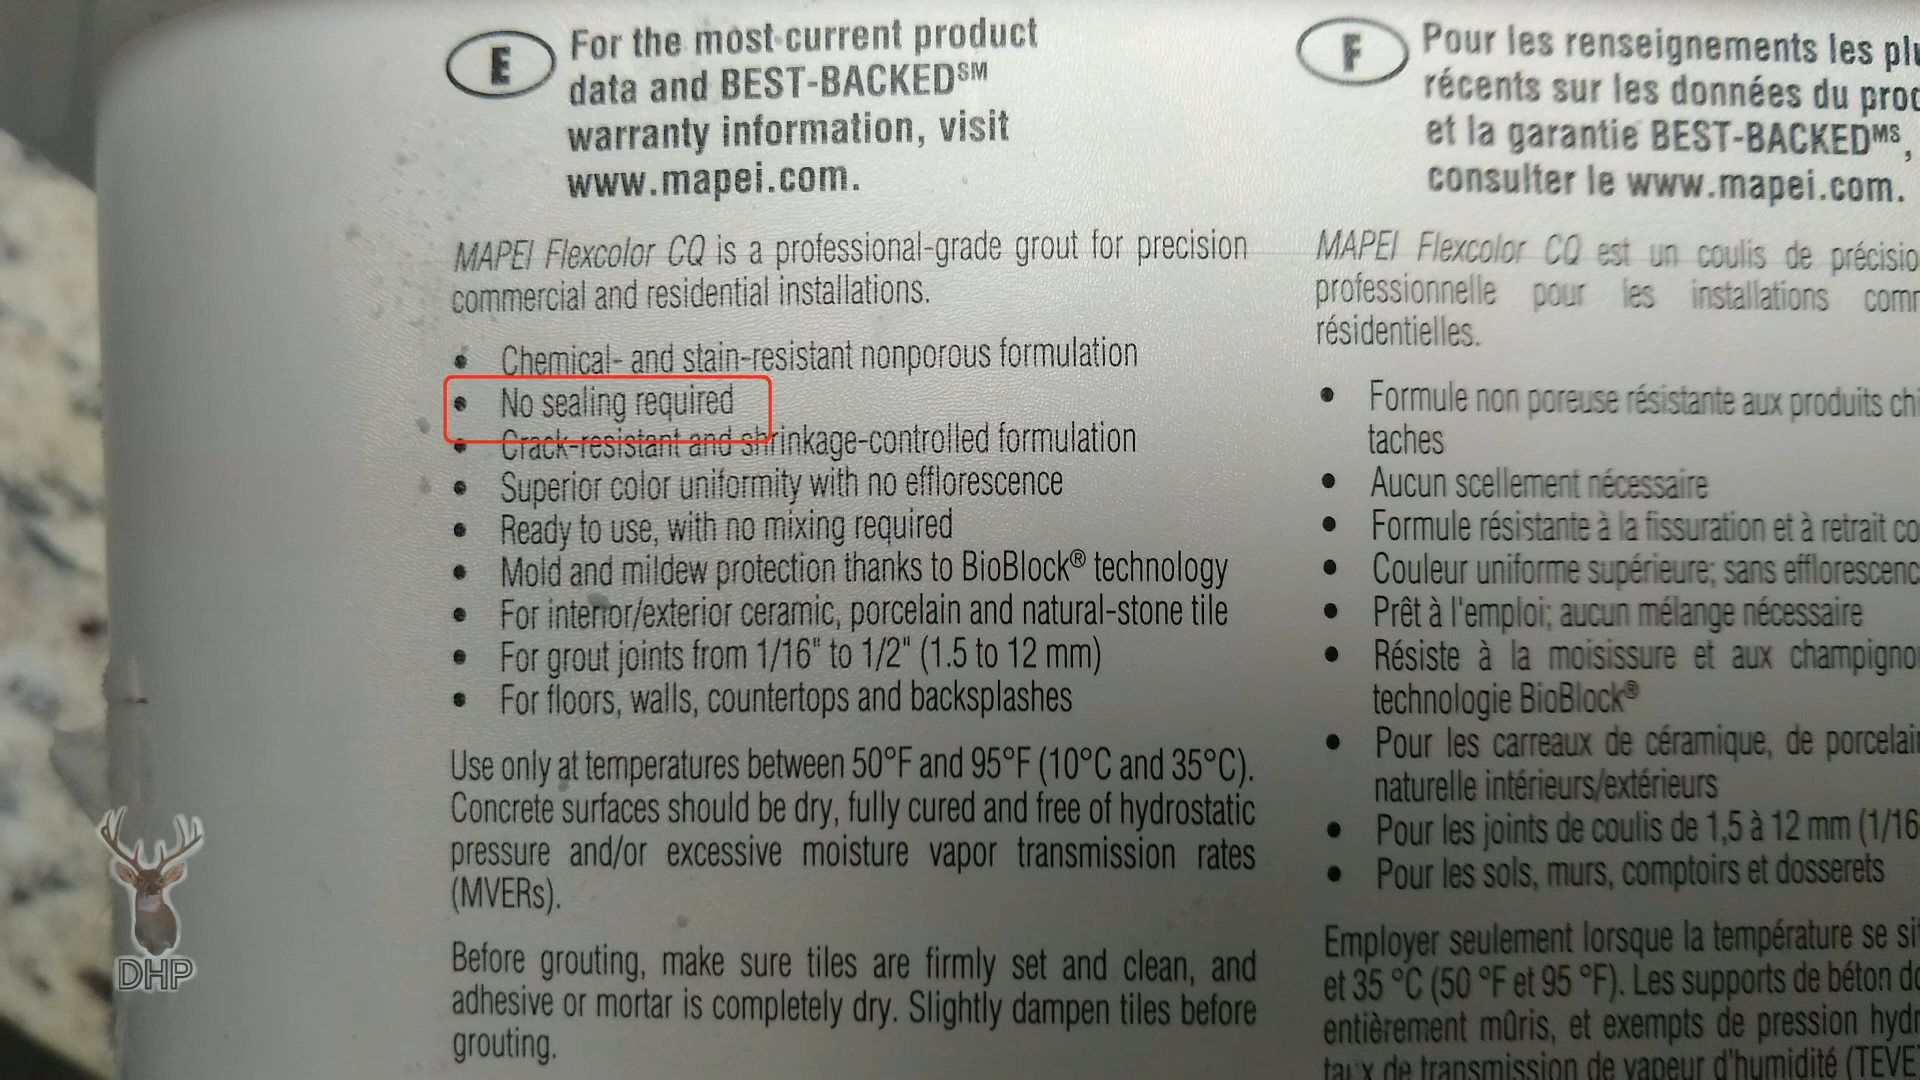 E
For the most current product
data and BEST-BACKED℠
warranty information, visit
www.mapei.com.
MAPEI Flexcolor CQ is a professional-grade grout for precision
commercial and residential installations.
• Chemical- and stain-resistant nonporous formulation
• No sealing required
• Crack-resistant and shrinkage-controlled formulation
• Superior color uniformity with no efflorescence
• Ready to use, with no mixing required
• Mold and mildew protection thanks to BioBlock® technology
• For interior/exterior ceramic, porcelain and natural-stone tile
• For grout joints from 1/16" to 1/2" (1.5 to 12 mm)
• For floors, walls, countertops and backsplashes
Use only at temperatures between 50°F and 95°F (10°C and 35°C).
Concrete surfaces should be dry, fully cured and free of hydrostatic
pressure and/or excessive moisture vapor transmission rates
(MVERs).
Before grouting, make sure tiles are firmly set and clean, and
adhesive or mortar is completely dry. Slightly dampen tiles before
grouting.
F
Pour les renseignements les
récents sur les données du
et la garantie BEST-BACKEDᴹˢ,
consulter le www.mapei.com.
MAPEI Flexcolor CQ est un coulis de
professionnelle pour les installations
résidentielles.
• Formule non poreuse résistante aux produits
taches
• Aucun scellement nécessaire
• Formule résistante à la fissuration et à retrait
• Couleur uniforme supérieure; sans
• Prêt à l'emploi; aucun mélange nécessaire
• Résiste à la moisissure et aux
technologie BioBlock®
• Pour les carreaux de céramique, de
naturelle intérieurs/extérieurs
• Pour les joints de coulis de 1,5 à 12 mm
• Pour les sols, murs, comptoirs et dosserets
Employer seulement lorsque la température se
et 35 °C (50 °F et 95 °F). Les supports de béton
entièrement mûris, et exempts de pression
taux de transmission de vapeur d'humidité
DHP